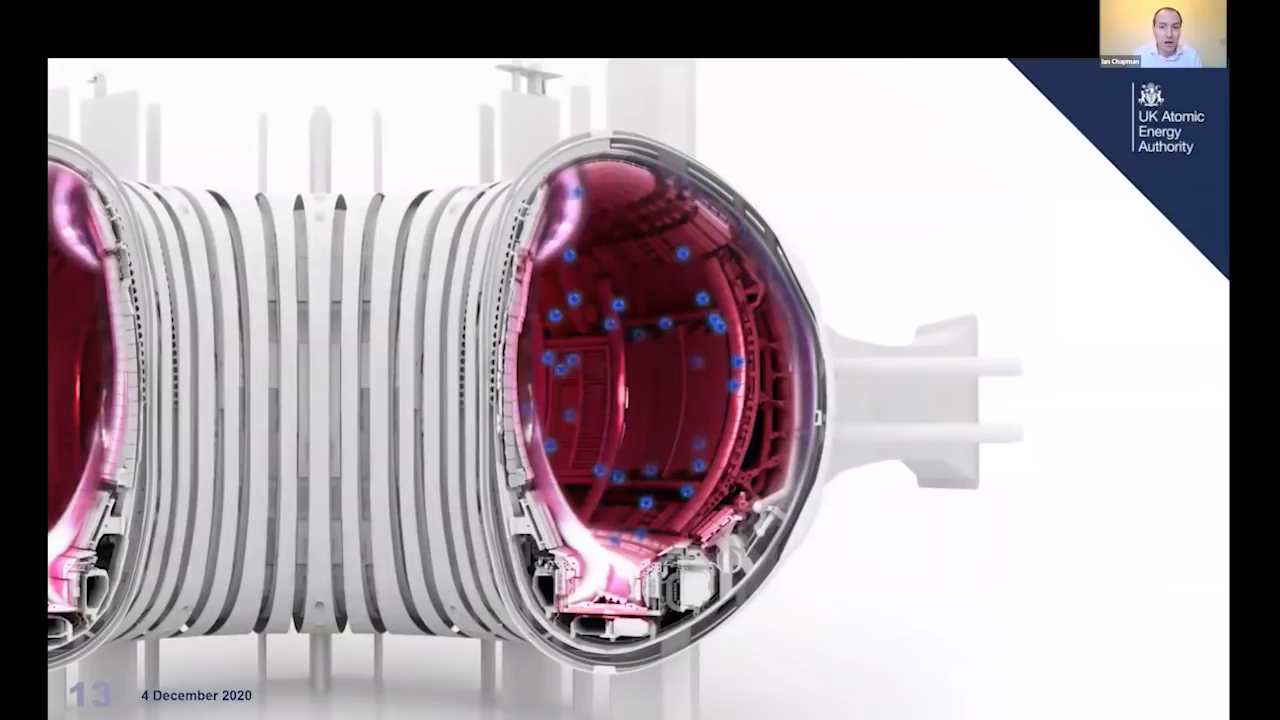 Ian Chapman
UK Atomic
Energy
Authority
13
4 December 2020